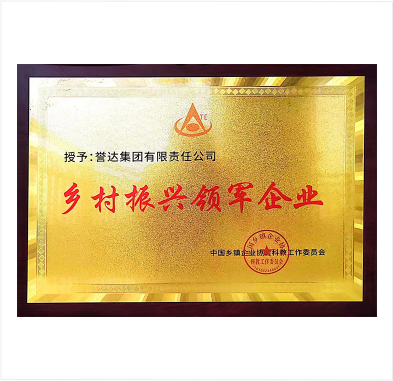 TE
授予：誉达集团有限责任公司
乡村振兴领军企业
中国乡镇企业协会科教工作委员会